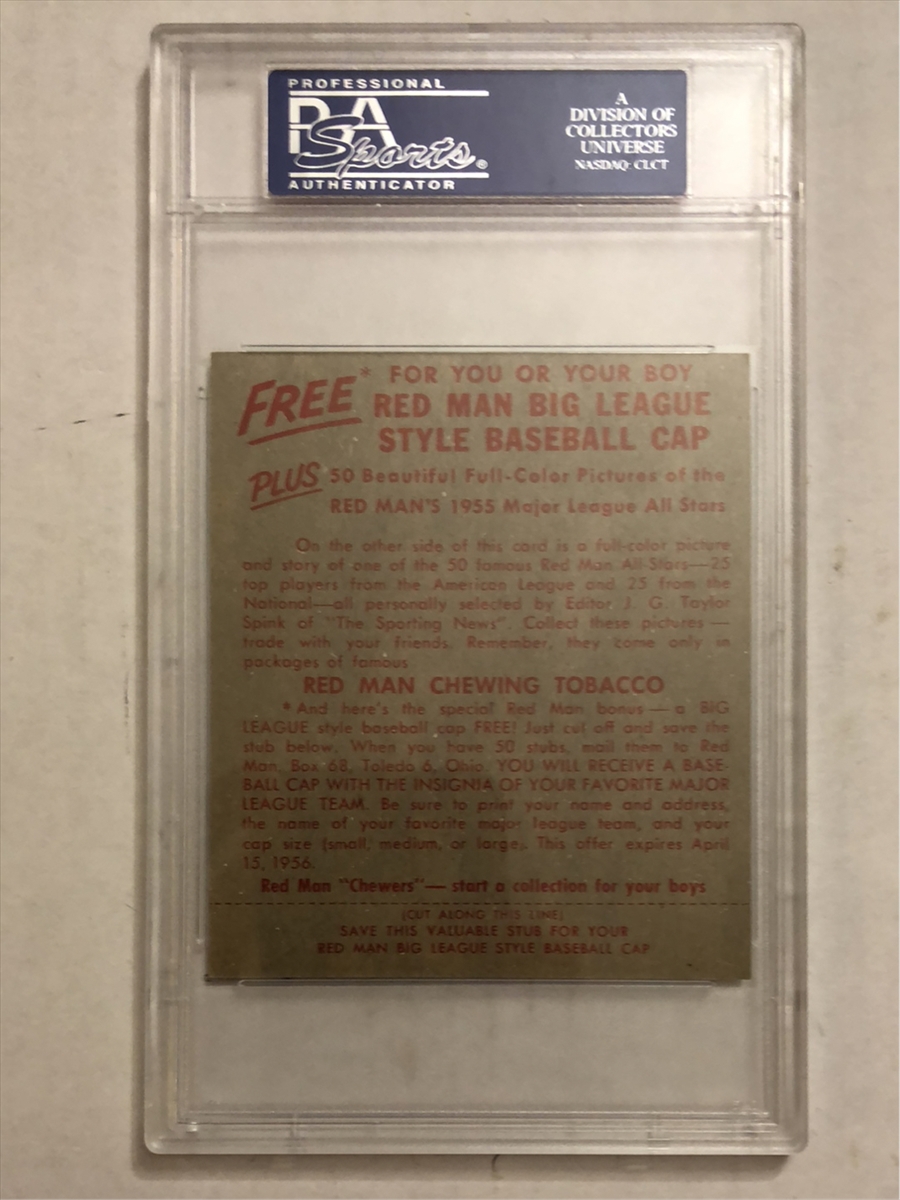 PROFESSIONAL
PSA
Sports®
AUTHENTICATOR
A
DIVISION OF
COLLECTORS
UNIVERSE
NASDAQ: CLCT
FREE* FOR YOU OR YOUR BOY
RED MAN BIG LEAGUE
STYLE BASEBALL CAP
PLUS 50 Beautiful Full-Color Pictures of the
RED MAN'S 1955 Major League All Stars
On the other side of this card is a full-color picture
and story of one of the 50 famous Red Man All-Stars—25
top players from the American League and 25 from the
National—all personally selected by Editor J. G. Taylor
Spink of "The Sporting News". Collect these pictures—
trade with your friends. Remember, they come only in
packages of famous
RED MAN CHEWING TOBACCO
*And here's the special Red Man bonus—a BIG
LEAGUE style baseball cap FREE! Just cut off and save the
stub below. When you have 50 stubs, mail them to Red
Man, Box 68, Toledo 6, Ohio. YOU WILL RECEIVE A BASE-
BALL CAP WITH THE INSIGNIA OF YOUR FAVORITE MAJOR
LEAGUE TEAM. Be sure to print your name and address,
the name of your favorite major league team, and your
cap size (small, medium, or large). This offer expires April
15, 1956.
Red Man "Chewers"—start a collection for your boys
(CUT ALONG THIS LINE)
SAVE THIS VALUABLE STUB FOR YOUR
RED MAN BIG LEAGUE STYLE BASEBALL CAP